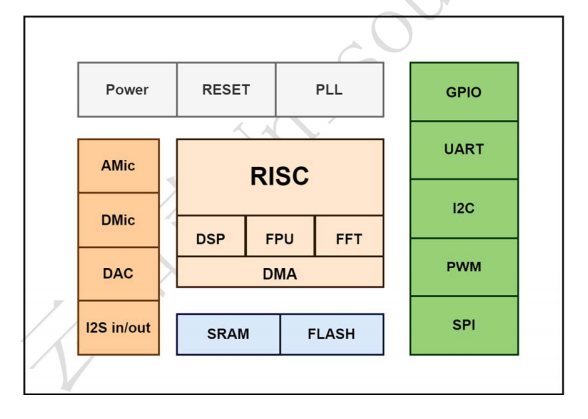 Power RESET PLL
GPIO
UART
I2C
PWM
SPI
AMic
DMic
DAC
I2S in/out
RISC
DSP FPU FFT
DMA
SRAM FLASH